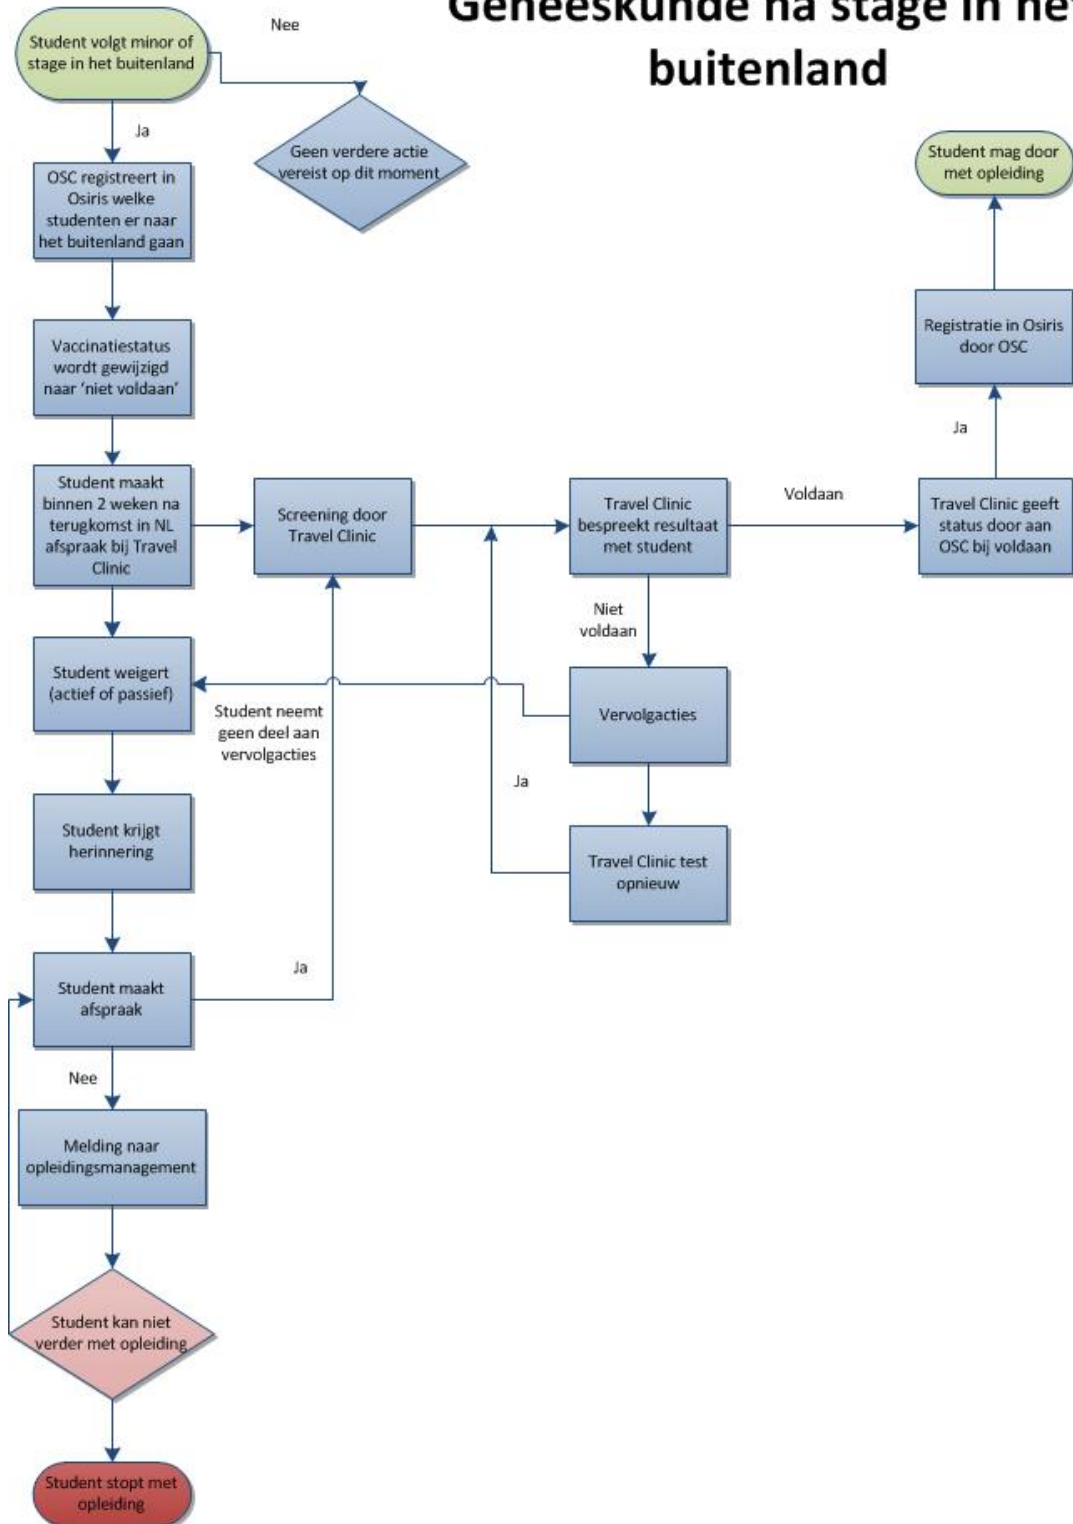 Geneeskunde na stage in het
buitenland
Student volgt minor of
stage in het buitenland
Nee
Ja
Geen verdere actie
vereist op dit moment
OSC registreert in
Osiris welke
studenten er naar
het buitenland gaan
Vaccinatiestatus
wordt gewijzigd
naar ‘niet voldaan’
Student maakt
binnen 2 weken na
terugkomst in NL
afspraak bij Travel
Clinic
Screening door
Travel Clinic
Travel Clinic
bespreekt resultaat
met student
Voldaan
Travel Clinic geeft
status door aan
OSC bij voldaan
Ja
Registratie in Osiris
door OSC
Student mag door
met opleiding
Niet
voldaan
Vervolgacties
Student weigert
(actief of passief)
Student neemt
geen deel aan
vervolgacties
Ja
Travel Clinic test
opnieuw
Student krijgt
herinnering
Student maakt
afspraak
Ja
Nee
Melding naar
opleidingsmanagement
Student kan niet
verder met opleiding
Student stopt met
opleiding